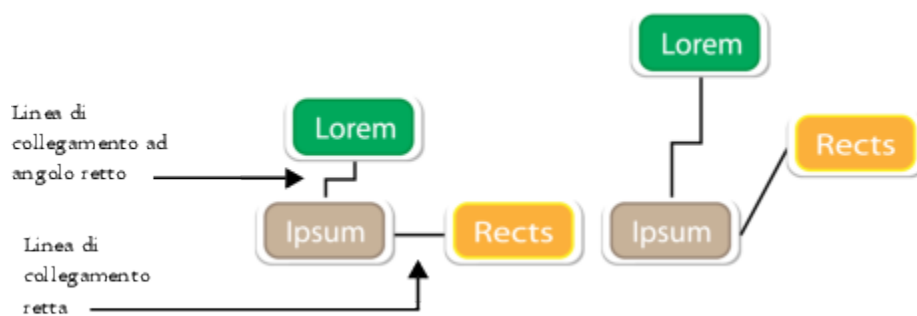 Linea di
collegamento ad
angolo retto
Lorem
Ipsum
Rects
Linea di
collegamento
retta
Lorem
Rects
Ipsum